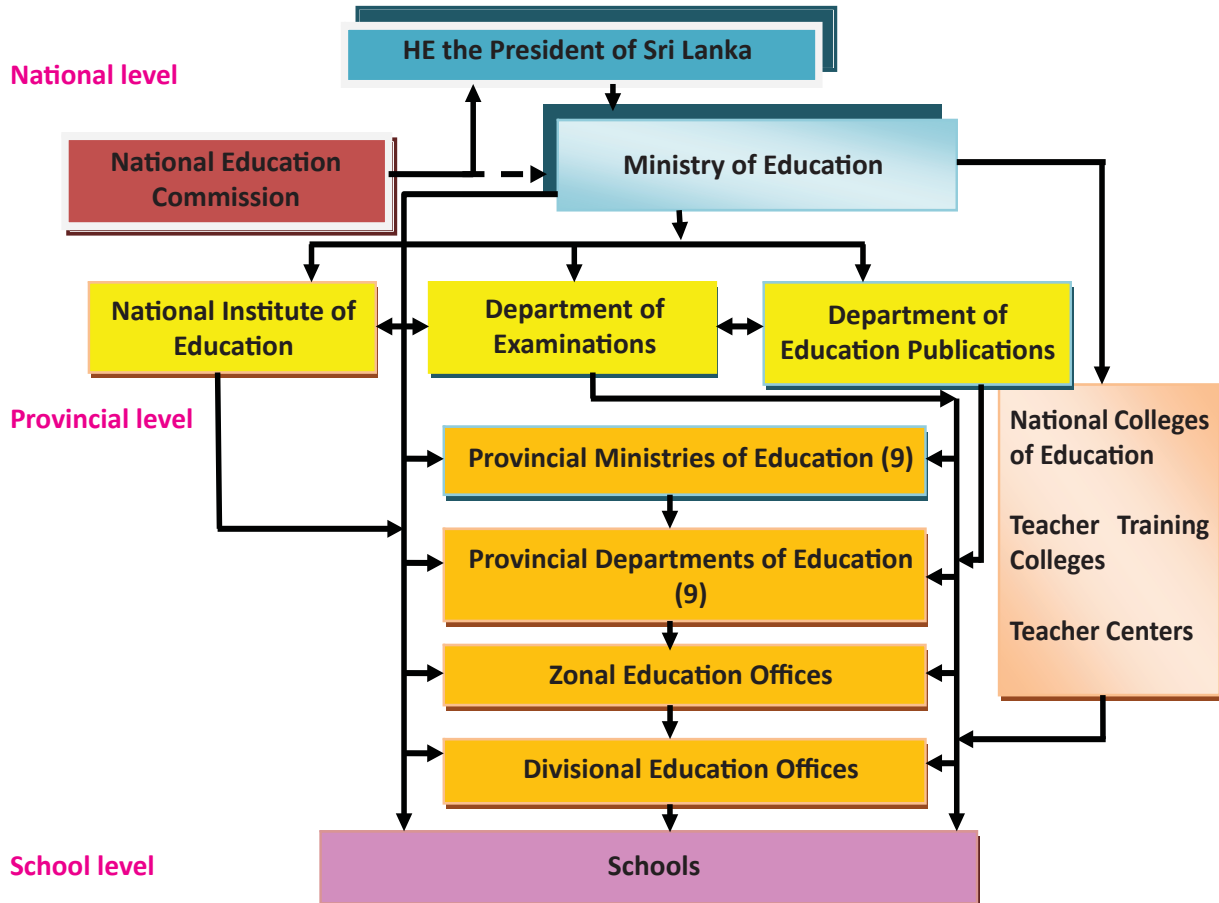 HE the President of Sri Lanka
National level
National Education
Commission
Ministry of Education
National Institute of
Education
Department of
Examinations
Department of
Education Publications
Provincial level
National Colleges
of Education
Teacher Training
Colleges
Teacher Centers
Provincial Ministries of Education (9)
Provincial Departments of Education
(9)
Zonal Education Offices
Divisional Education Offices
School level
Schools